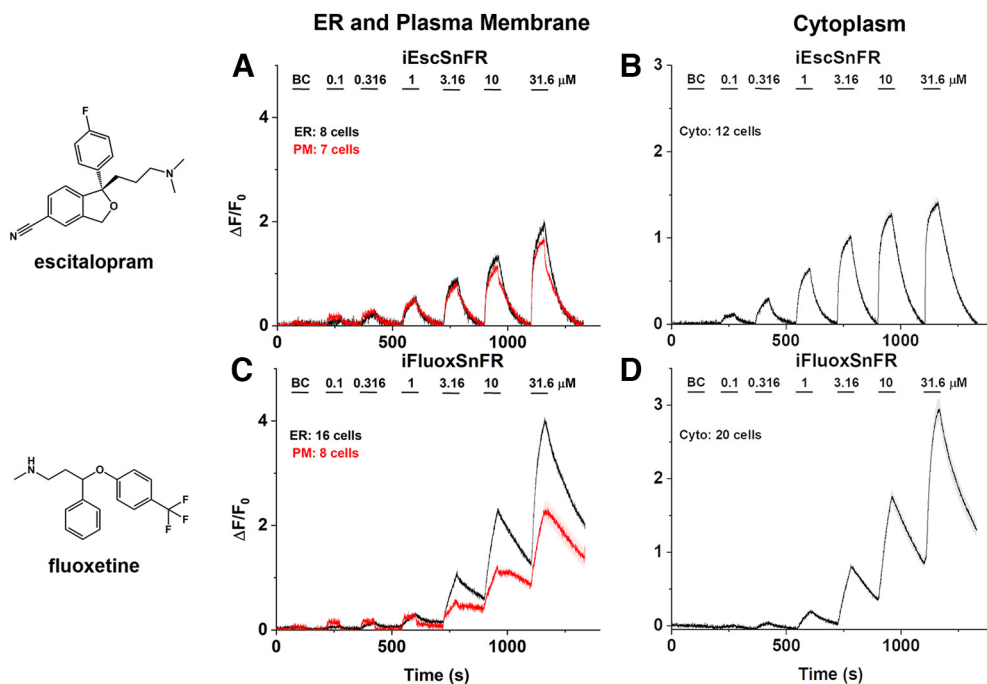 ER and Plasma Membrane
Cytoplasm
A
iEscSnFR
BC 0.1 0.316 1 3.16 10 31.6 μM
ER: 8 cells
PM: 7 cells
ΔF/F0
4
2
0
0 500 1000
B
iEscSnFR
BC 0.1 0.316 1 3.16 10 31.6 μM
Cyto: 12 cells
3
2
1
0
0 500 1000
F
N
O
N
escitalopram
C
iFluoxSnFR
BC 0.1 0.316 1 3.16 10 31.6 μM
ER: 16 cells
PM: 8 cells
ΔF/F0
4
2
0
0 500 1000
Time (s)
D
iFluoxSnFR
BC 0.1 0.316 1 3.16 10 31.6 μM
Cyto: 20 cells
3
2
1
0
0 500 1000
Time (s)
H
N
O
F
F
F
fluoxetine